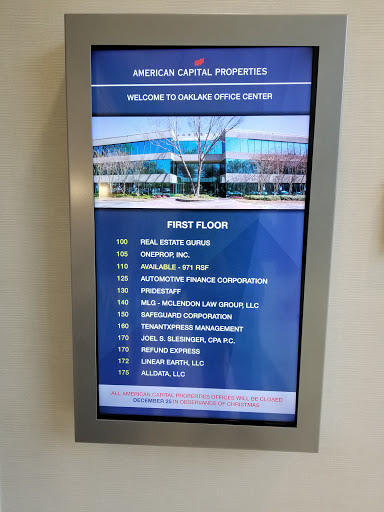 AMERICAN CAPITAL PROPERTIES
WELCOME TO OAKLAKE OFFICE CENTER
FIRST FLOOR
100 REAL ESTATE GURUS
105 ONEPROP, INC.
110 AVAILABLE - 971 RSF
125 AUTOMOTIVE FINANCE CORPORATION
130 PRIDESTAFF
140 MLG - MCLENDON LAW GROUP, LLC
150 SAFEGUARD CORPORATION
160 TENANTXPRESS MANAGEMENT
170 JOEL S. SLESINGER, CPA P.C.
170 REFUND EXPRESS
172 LINEAR EARTH, LLC
175 ALLDATA, LLC
ALL AMERICAN CAPITAL PROPERTIES OFFICES WILL BE CLOSED
DECEMBER 25 IN OBSERVANCE OF CHRISTMAS